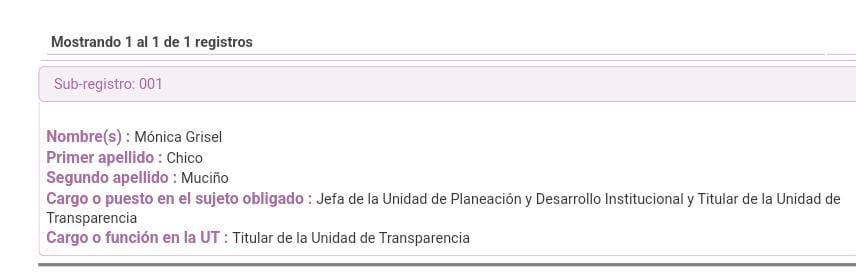 Mostrando 1 al 1 de 1 registros
Sub-registro: 001
Nombre(s) : Mónica Grisel
Primer apellido : Chico
Segundo apellido : Muciño
Cargo o puesto en el sujeto obligado : Jefa de la Unidad de Planeación y Desarrollo Institucional y Titular de la Unidad de
Transparencia
Cargo o función en la UT : Titular de la Unidad de Transparencia